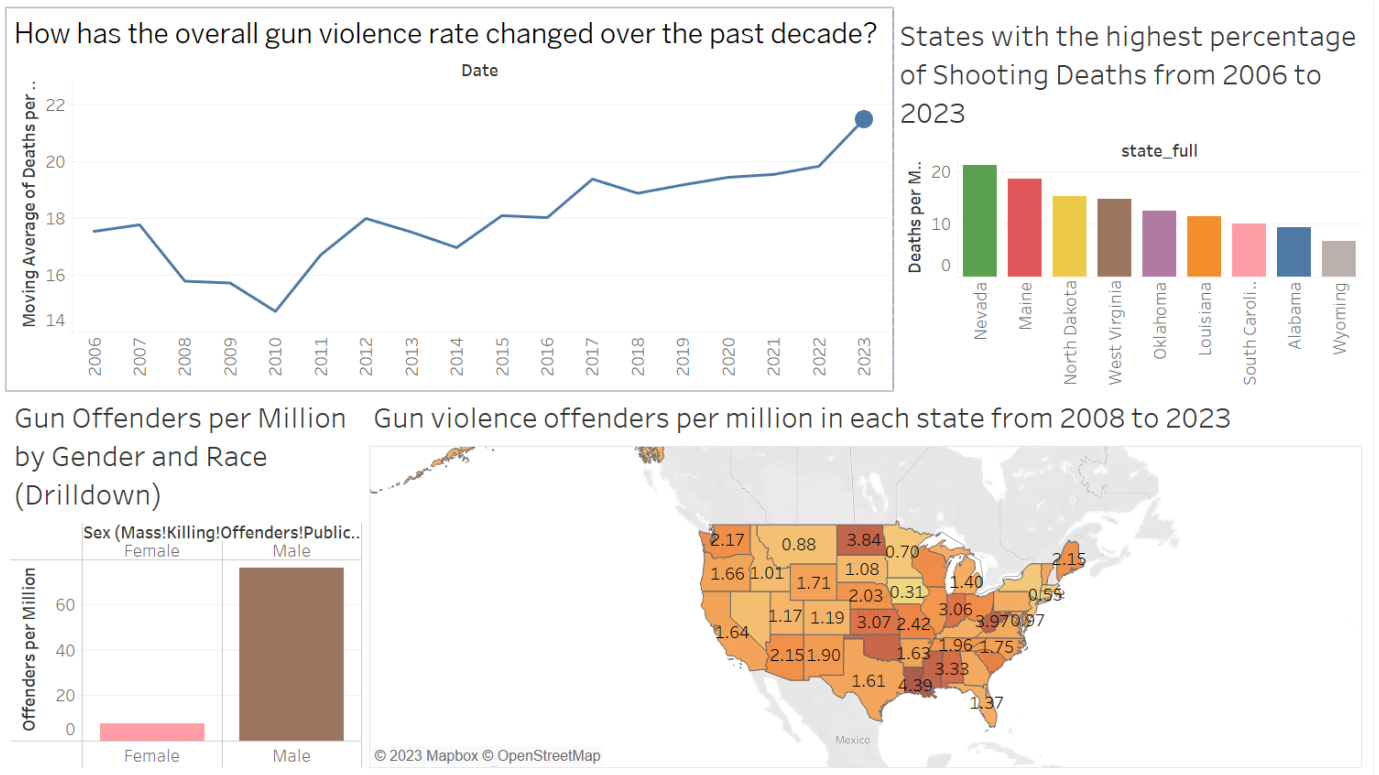 How has the overall gun violence rate changed over the past decade?
Date
Moving Average of Deaths per ..
22
20
18
16
14
2006
2007
2008
2009
2010
2011
2012
2013
2014
2015
2016
2017
2018
2019
2020
2021
2022
2023
States with the highest percentage
of Shooting Deaths from 2006 to
2023
state_full
Deaths per M..
20
10
0
Nevada
Maine
North Dakota
West Virginia
Oklahoma
Louisiana
South Caroli..
Alabama
Wyoming
Gun Offenders per Million
by Gender and Race
(Drilldown)
Sex (Mass!Killing!Offenders!Public..
Female Male
Offenders per Million
60
40
20
0
Female Male
Gun violence offenders per million in each state from 2008 to 2023
2.17
0.88
3.84
0.70
2.15
1.66
1.01
1.71
1.08
1.40
2.03
0.31
0.55
3.06
1.64
1.17
1.19
3.07
2.42
3.97
0.97
2.15
1.90
1.63
1.96
1.75
3.33
1.61
4.39
1.37
Mexico
© 2023 Mapbox © OpenStreetMap